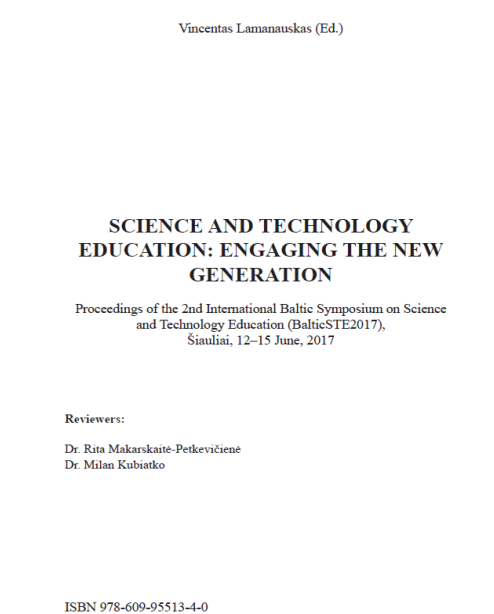 Vincentas Lamanauskas (Ed.)
SCIENCE AND TECHNOLOGY
EDUCATION: ENGAGING THE NEW
GENERATION
Proceedings of the 2nd International Baltic Symposium on Science
and Technology Education (BalticSTE2017),
Šiauliai, 12–15 June, 2017
Reviewers:
Dr. Rita Makarskaitė-Petkevičienė
Dr. Milan Kubiatko
ISBN 978-609-95513-4-0